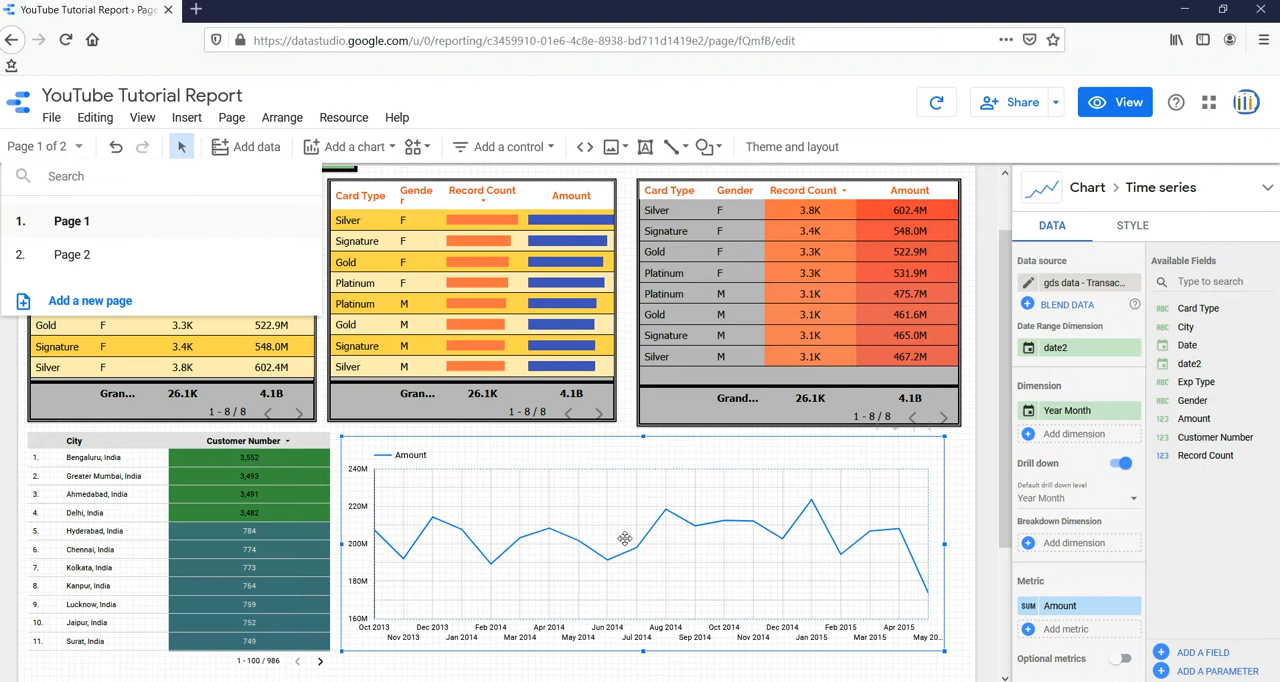 YouTube Tutorial Report › Page
https://datastudio.google.com/u/0/reporting/c3459910-01e6-4c8e-8938-bd711d1419e2/page/fQmfB/edit
YouTube Tutorial Report
File Editing View Insert Page Arrange Resource Help
Share View
Page 1 of 2 Add data Add a chart Add a control Theme and layout
Search
1. Page 1
2. Page 2
Add a new page
Gold F 3.3K 522.9M
Signature F 3.4K 548.0M
Silver F 3.8K 602.4M
Gran... 26.1K 4.1B
1 - 8 / 8
Card Type Gende Record Count Amount
r
Silver F
Signature F
Gold F
Platinum F
Platinum M
Gold M
Signature M
Silver M
Gran... 26.1K 4.1B
1 - 8 / 8
Card Type Gender Record Count Amount
Silver F 3.8K 602.4M
Signature F 3.4K 548.0M
Gold F 3.3K 522.9M
Platinum F 3.3K 531.9M
Platinum M 3.1K 475.7M
Gold M 3.1K 461.6M
Signature M 3.1K 465.0M
Silver M 3.1K 467.2M
Grand... 26.1K 4.1B
1 - 8 / 8
City Customer Number
1. Bengaluru, India 3,552
2. Greater Mumbai, India 3,493
3. Ahmedabad, India 3,491
4. Delhi, India 3,482
5. Hyderabad, India 784
6. Chennai, India 774
7. Kolkata, India 773
8. Kanpur, India 764
9. Lucknow, India 759
10. Jaipur, India 752
11. Surat, India 749
1 - 100 / 986
Amount
240M
220M
200M
180M
160M
Oct 2013 Dec 2013 Feb 2014 Apr 2014 Jun 2014 Aug 2014 Oct 2014 Dec 2014 Feb 2015 Apr 2015
Nov 2013 Jan 2014 Mar 2014 May 2014 Jul 2014 Sep 2014 Nov 2014 Jan 2015 Mar 2015 May 20...
Chart Time series
DATA STYLE
Data source
gds data - Transac...
BLEND DATA
Date Range Dimension
date2
Dimension
Year Month
Add dimension
Drill down
Default drill down level
Year Month
Breakdown Dimension
Add dimension
Metric
SUM Amount
Add metric
Optional metrics
Available Fields
Type to search
ABC Card Type
ABC City
Date
date2
ABC Exp Type
ABC Gender
123 Amount
123 Customer Number
123 Record Count
ADD A FIELD
ADD A PARAMETER